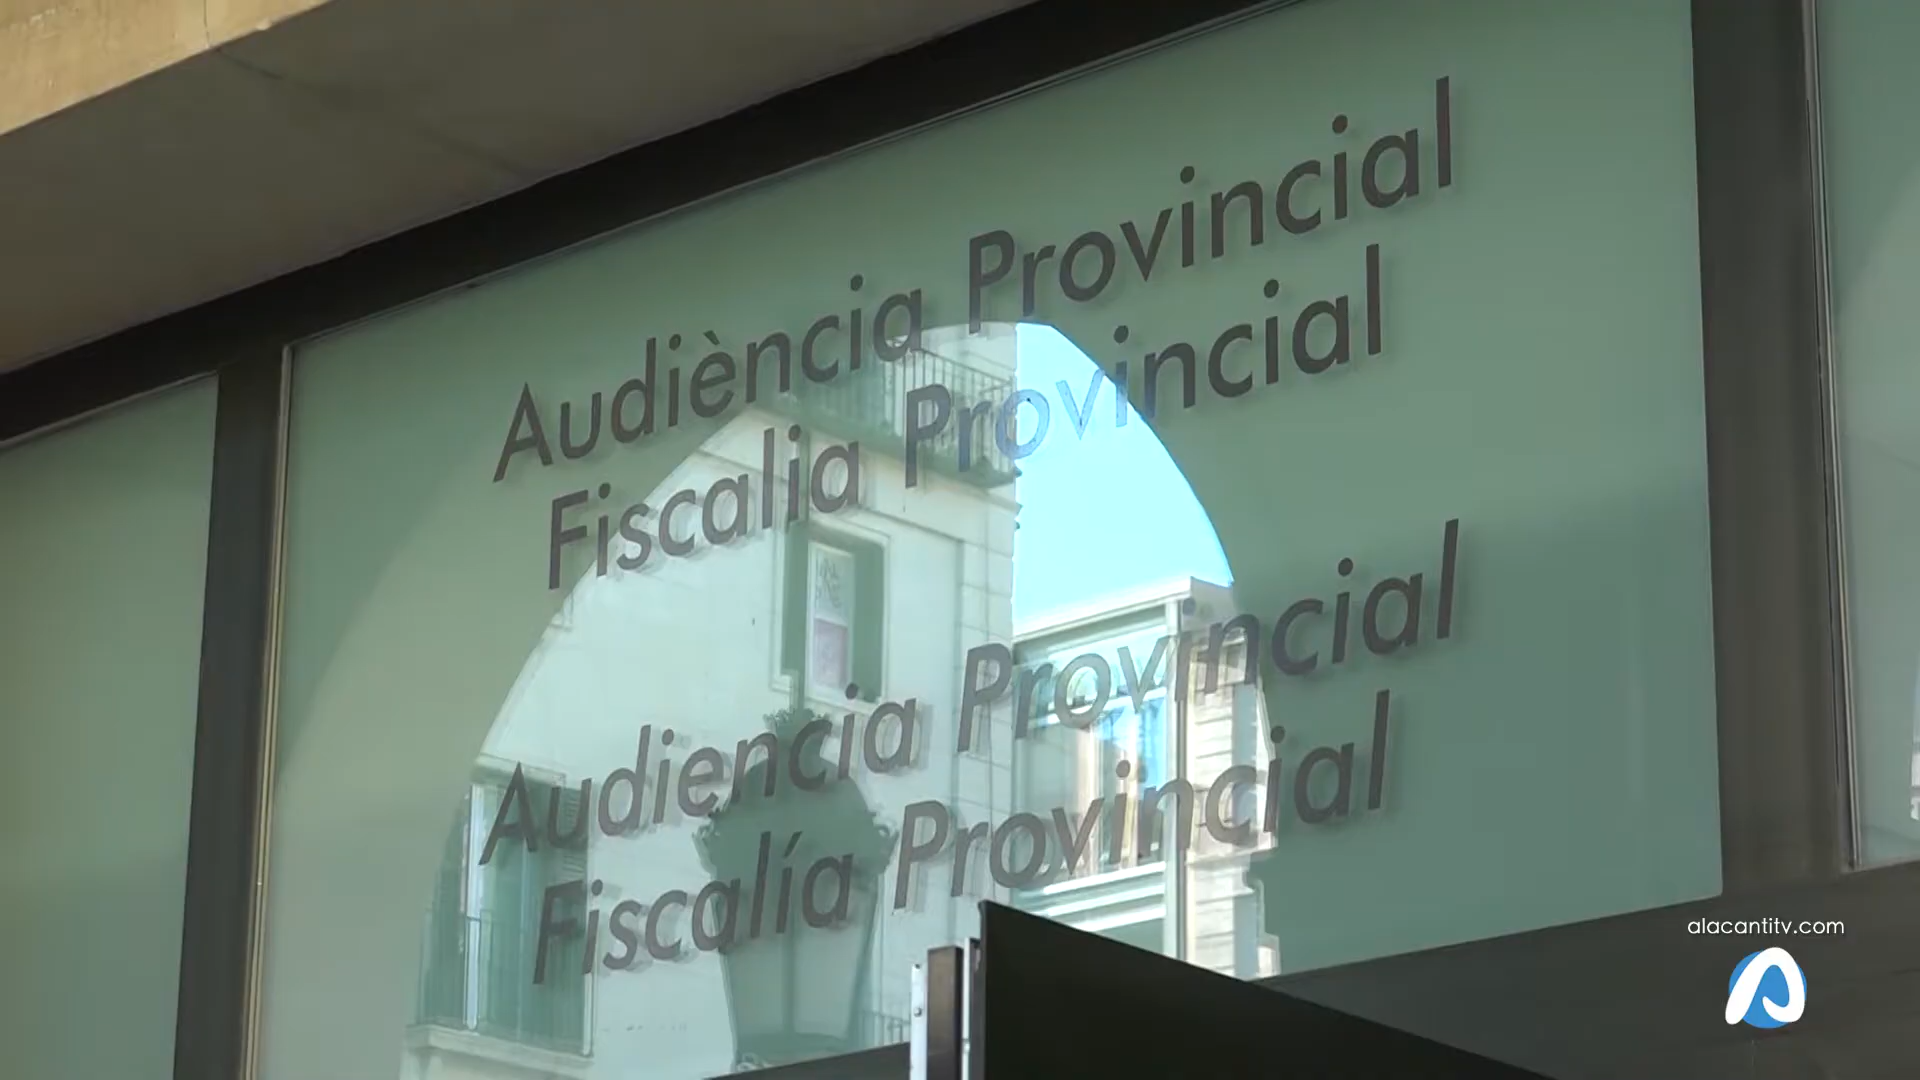 Audiència Provincial
Fiscalia Provincial
Audiencia Provincial
Fiscalía Provincial
alacantitv.com